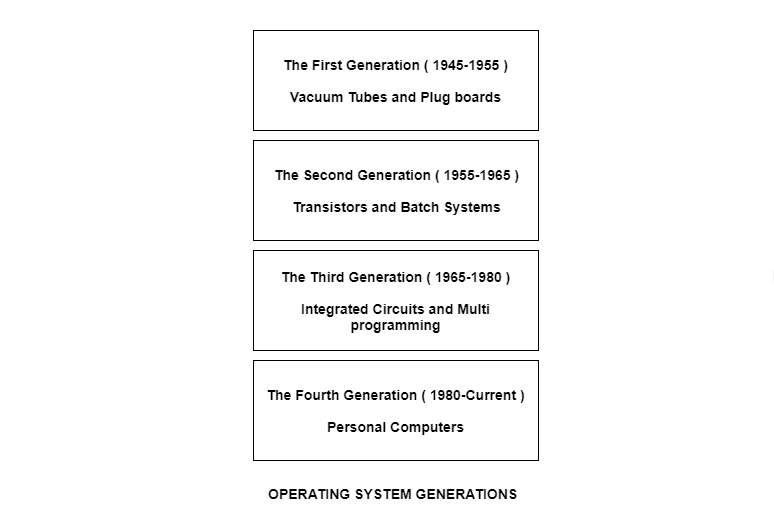 The First Generation ( 1945-1955 )
Vacuum Tubes and Plug boards
The Second Generation ( 1955-1965 )
Transistors and Batch Systems
The Third Generation ( 1965-1980 )
Integrated Circuits and Multi
programming
The Fourth Generation ( 1980-Current )
Personal Computers
OPERATING SYSTEM GENERATIONS